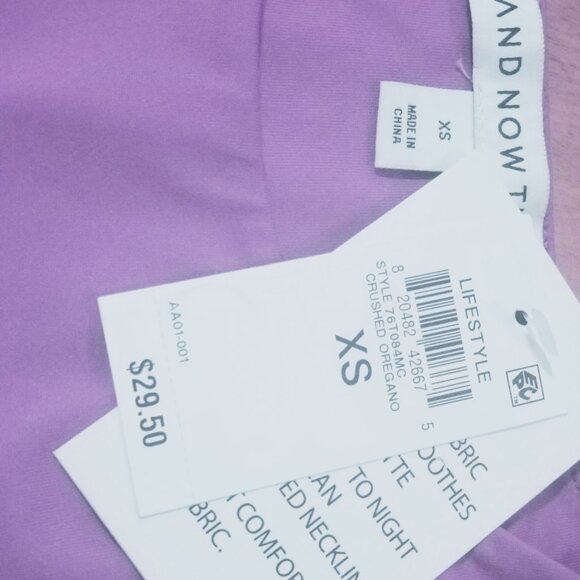 AND NOW T
XS
MADE IN
CHINA
LIFESTYLE
8 20482 42667 5
STYLE 76T084MC
CRUSHED OREGANO
XS
AA01-001
$29.50
BRIC
OOTHES
TTE
TO NIGHT
AN
ED NECKLIN
T COMFOR
BRIC.